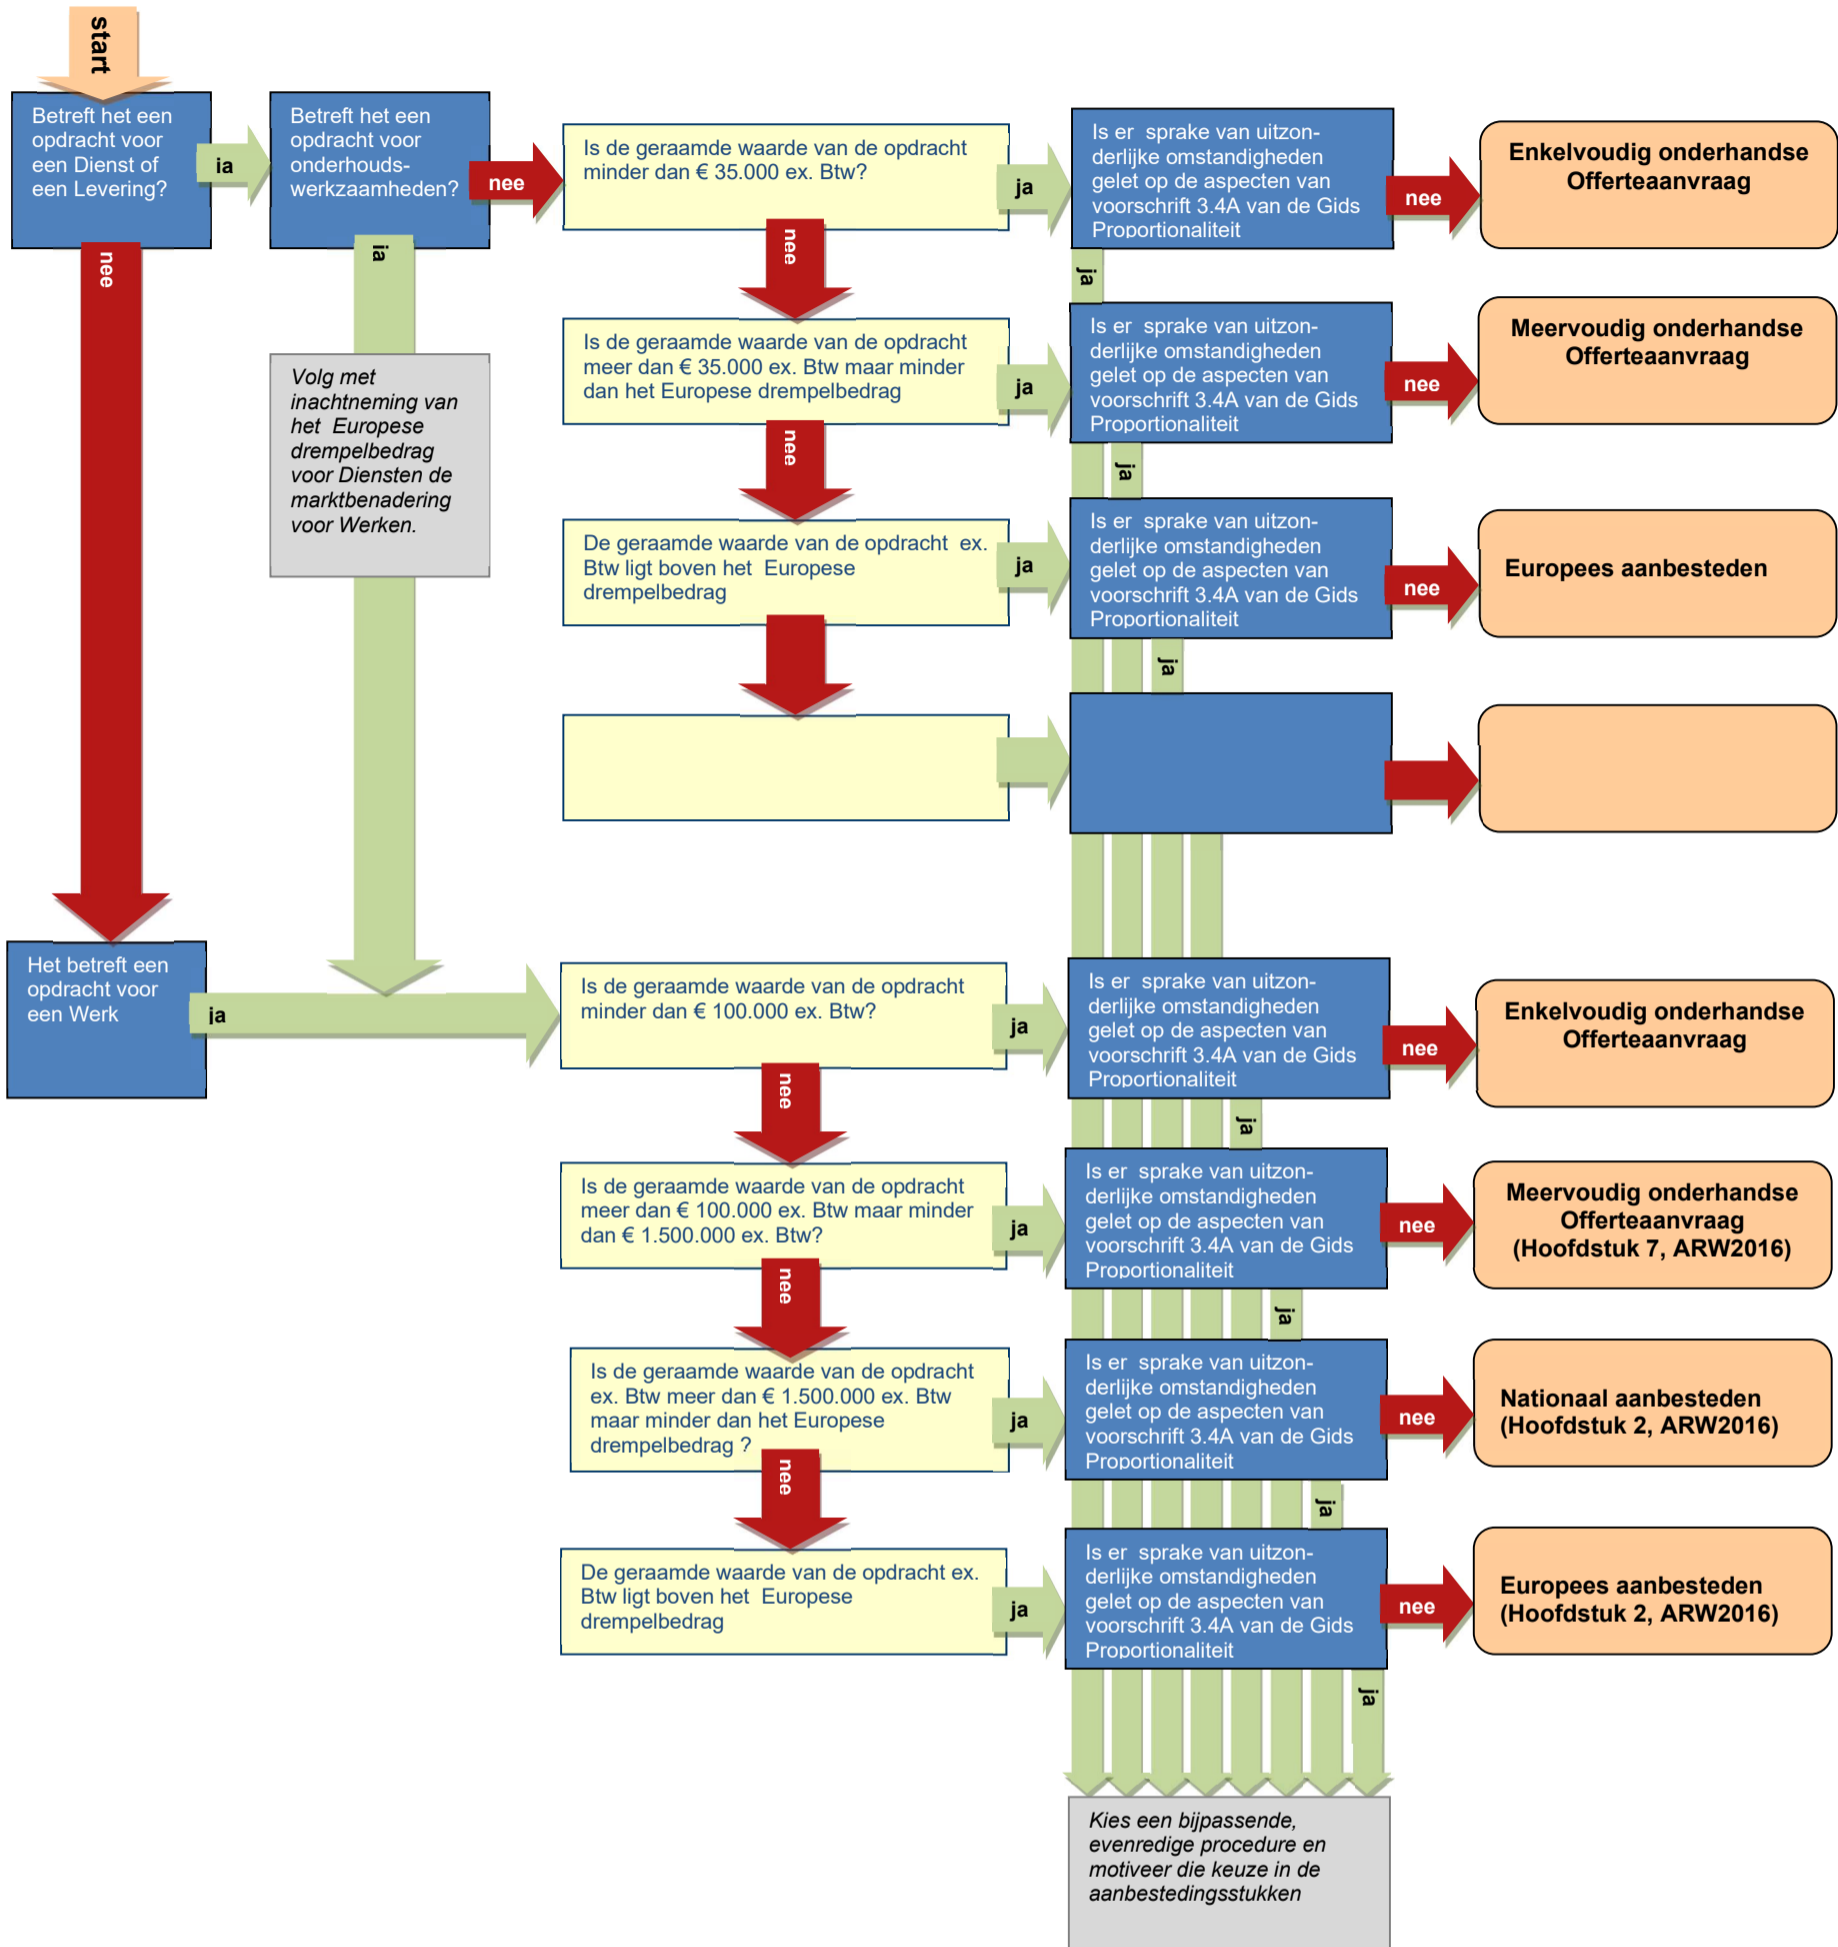 start
Betreft het een
opdracht voor
een Dienst of
een Levering?
ja
Betreft het een
opdracht voor
onderhouds-
werkzaamheden?
nee
Is de geraamde waarde van de opdracht
minder dan € 35.000 ex. Btw?
ja
Is er sprake van uitzon-
derlijke omstandigheden
gelet op de aspecten van
voorschrift 3.4A van de Gids
Proportionaliteit
nee
Enkelvoudig onderhandse
Offerteaanvraag
nee
ja
nee
ja
Is de geraamde waarde van de opdracht
meer dan € 35.000 ex. Btw maar minder
dan het Europese drempelbedrag
ja
Is er sprake van uitzon-
derlijke omstandigheden
gelet op de aspecten van
voorschrift 3.4A van de Gids
Proportionaliteit
nee
Meervoudig onderhandse
Offerteaanvraag
Volg met
inachtneming van
het Europese
drempelbedrag
voor Diensten de
marktbenadering
voor Werken.
nee
ja
De geraamde waarde van de opdracht ex.
Btw ligt boven het Europese
drempelbedrag
ja
Is er sprake van uitzon-
derlijke omstandigheden
gelet op de aspecten van
voorschrift 3.4A van de Gids
Proportionaliteit
nee
Europees aanbesteden
ja
Het betreft een
opdracht voor
een Werk
ja
Is de geraamde waarde van de opdracht
minder dan € 100.000 ex. Btw?
ja
Is er sprake van uitzon-
derlijke omstandigheden
gelet op de aspecten van
voorschrift 3.4A van de Gids
Proportionaliteit
nee
Enkelvoudig onderhandse
Offerteaanvraag
nee
ja
Is de geraamde waarde van de opdracht
meer dan € 100.000 ex. Btw maar minder
dan € 1.500.000 ex. Btw?
ja
Is er sprake van uitzon-
derlijke omstandigheden
gelet op de aspecten van
voorschrift 3.4A van de Gids
Proportionaliteit
nee
Meervoudig onderhandse
Offerteaanvraag
(Hoofdstuk 7, ARW2016)
nee
ja
Is de geraamde waarde van de opdracht
ex. Btw meer dan € 1.500.000 ex. Btw
maar minder dan het Europese
drempelbedrag ?
ja
Is er sprake van uitzon-
derlijke omstandigheden
gelet op de aspecten van
voorschrift 3.4A van de Gids
Proportionaliteit
nee
Nationaal aanbesteden
(Hoofdstuk 2, ARW2016)
nee
ja
De geraamde waarde van de opdracht ex.
Btw ligt boven het Europese
drempelbedrag
ja
Is er sprake van uitzon-
derlijke omstandigheden
gelet op de aspecten van
voorschrift 3.4A van de Gids
Proportionaliteit
nee
Europees aanbesteden
(Hoofdstuk 2, ARW2016)
ja
Kies een bijpassende,
evenredige procedure en
motiveer die keuze in de
aanbestedingsstukken